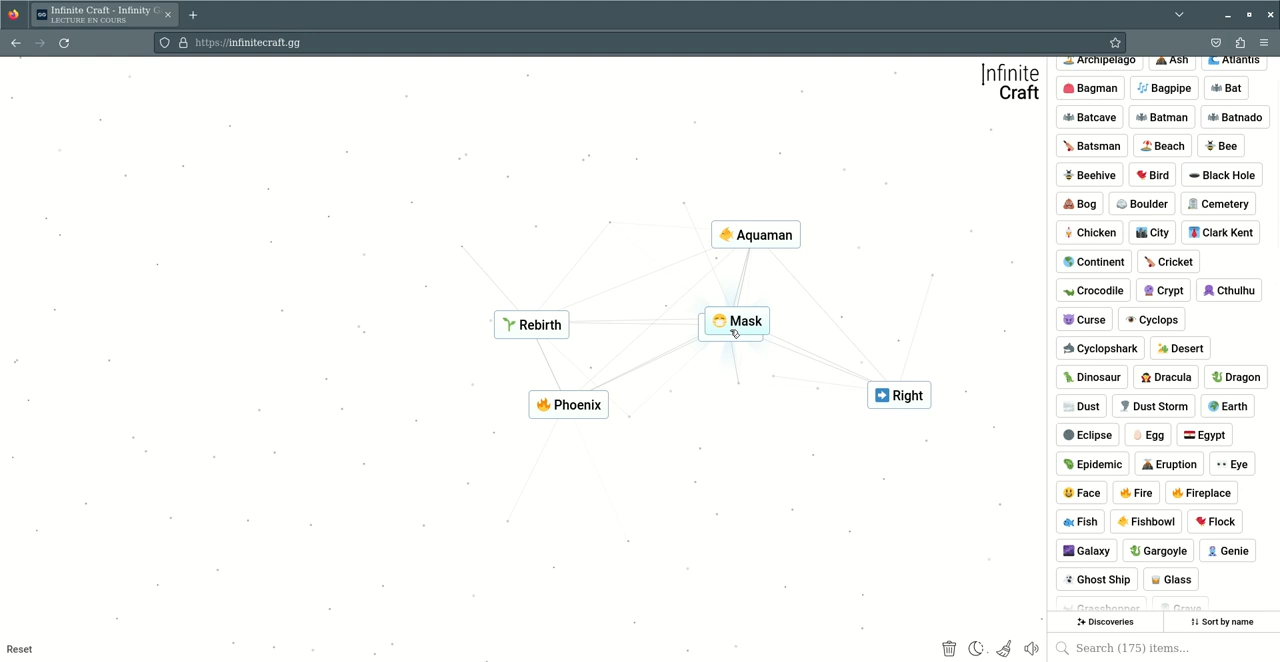 Infinite Craft - Infinity C
LECTURE EN COURS
https://infinitecraft.gg
Infinite
Craft
Aquaman
Mask
Rebirth
Phoenix
Right
Reset
Archipelago Ash Atlantis
Bagman Bagpipe Bat
Batcave Batman Batnado
Batsman Beach Bee
Beehive Bird Black Hole
Bog Boulder Cemetery
Chicken City Clark Kent
Continent Cricket
Crocodile Crypt Cthulhu
Curse Cyclops
Cyclopshark Desert
Dinosaur Dracula Dragon
Dust Dust Storm Earth
Eclipse Egg Egypt
Epidemic Eruption Eye
Face Fire Fireplace
Fish Fishbowl Flock
Galaxy Gargoyle Genie
Ghost Ship Glass
Grasshopper Grave
Discoveries Sort by name
Search (175) items...